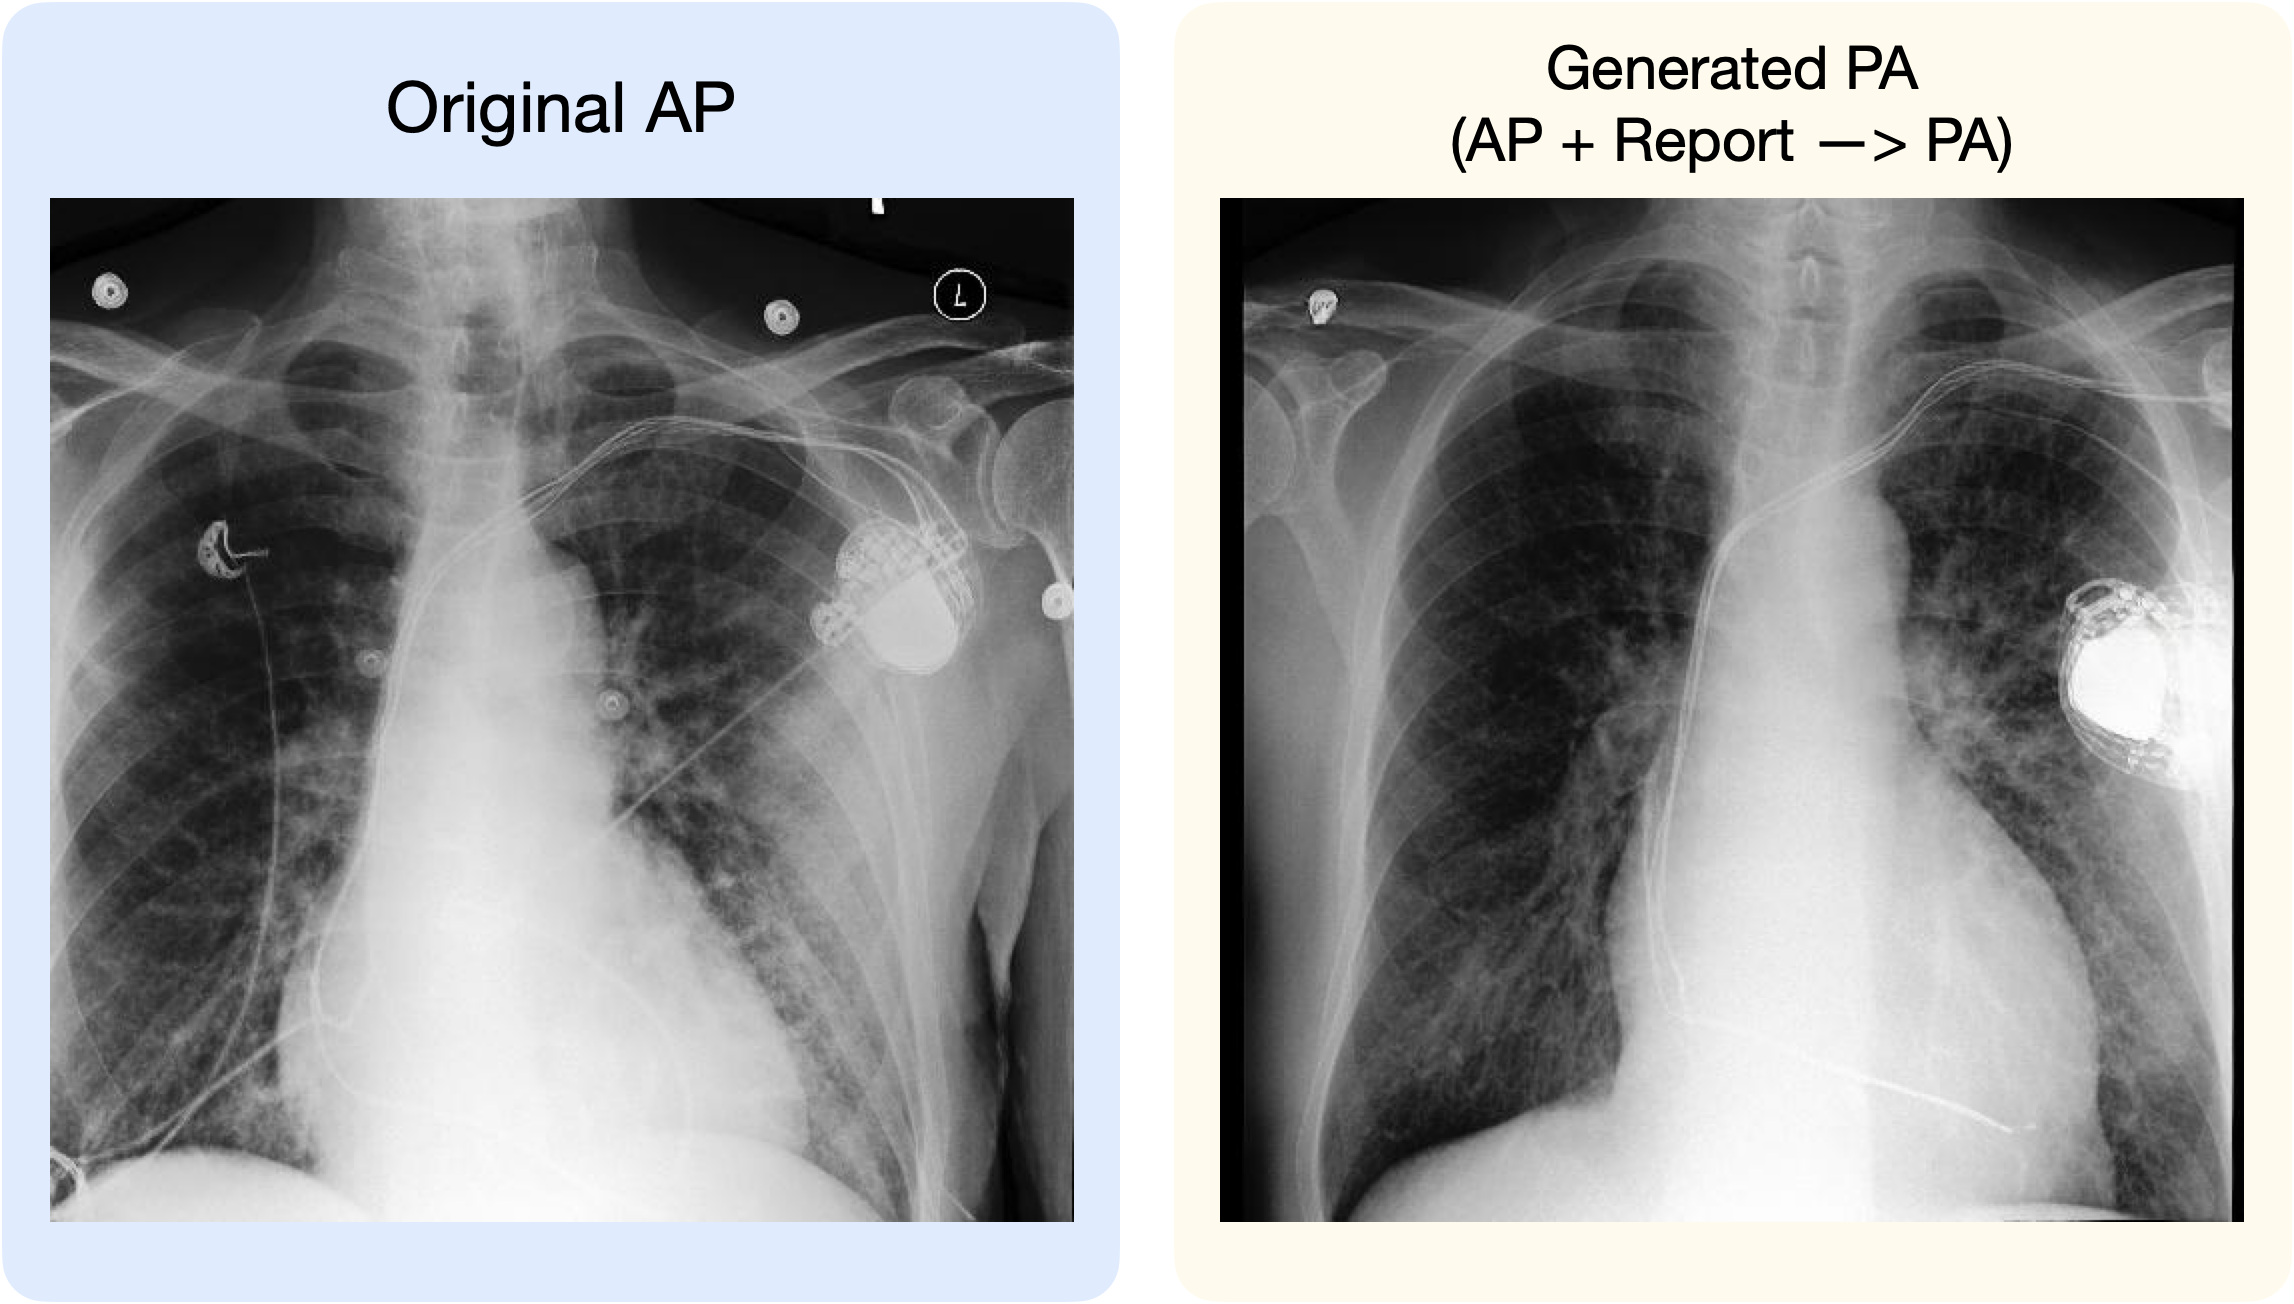 Original AP
Generated PA
(AP + Report —> PA)
L